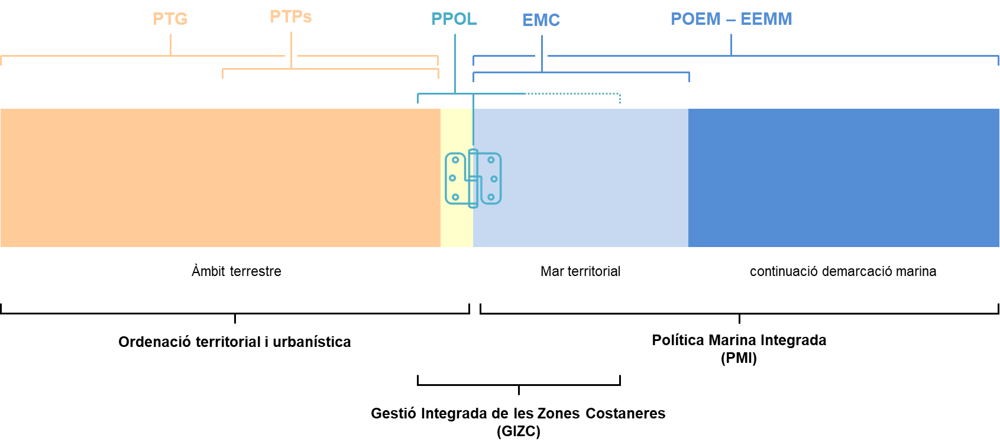 PTG
PTPs
PPOL
EMC
POEM – EEMM
Àmbit terrestre
Mar territorial
continuació demarcació marina
Ordenació territorial i urbanística
Política Marina Integrada
(PMI)
Gestió Integrada de les Zones Costaneres
(GIZC)